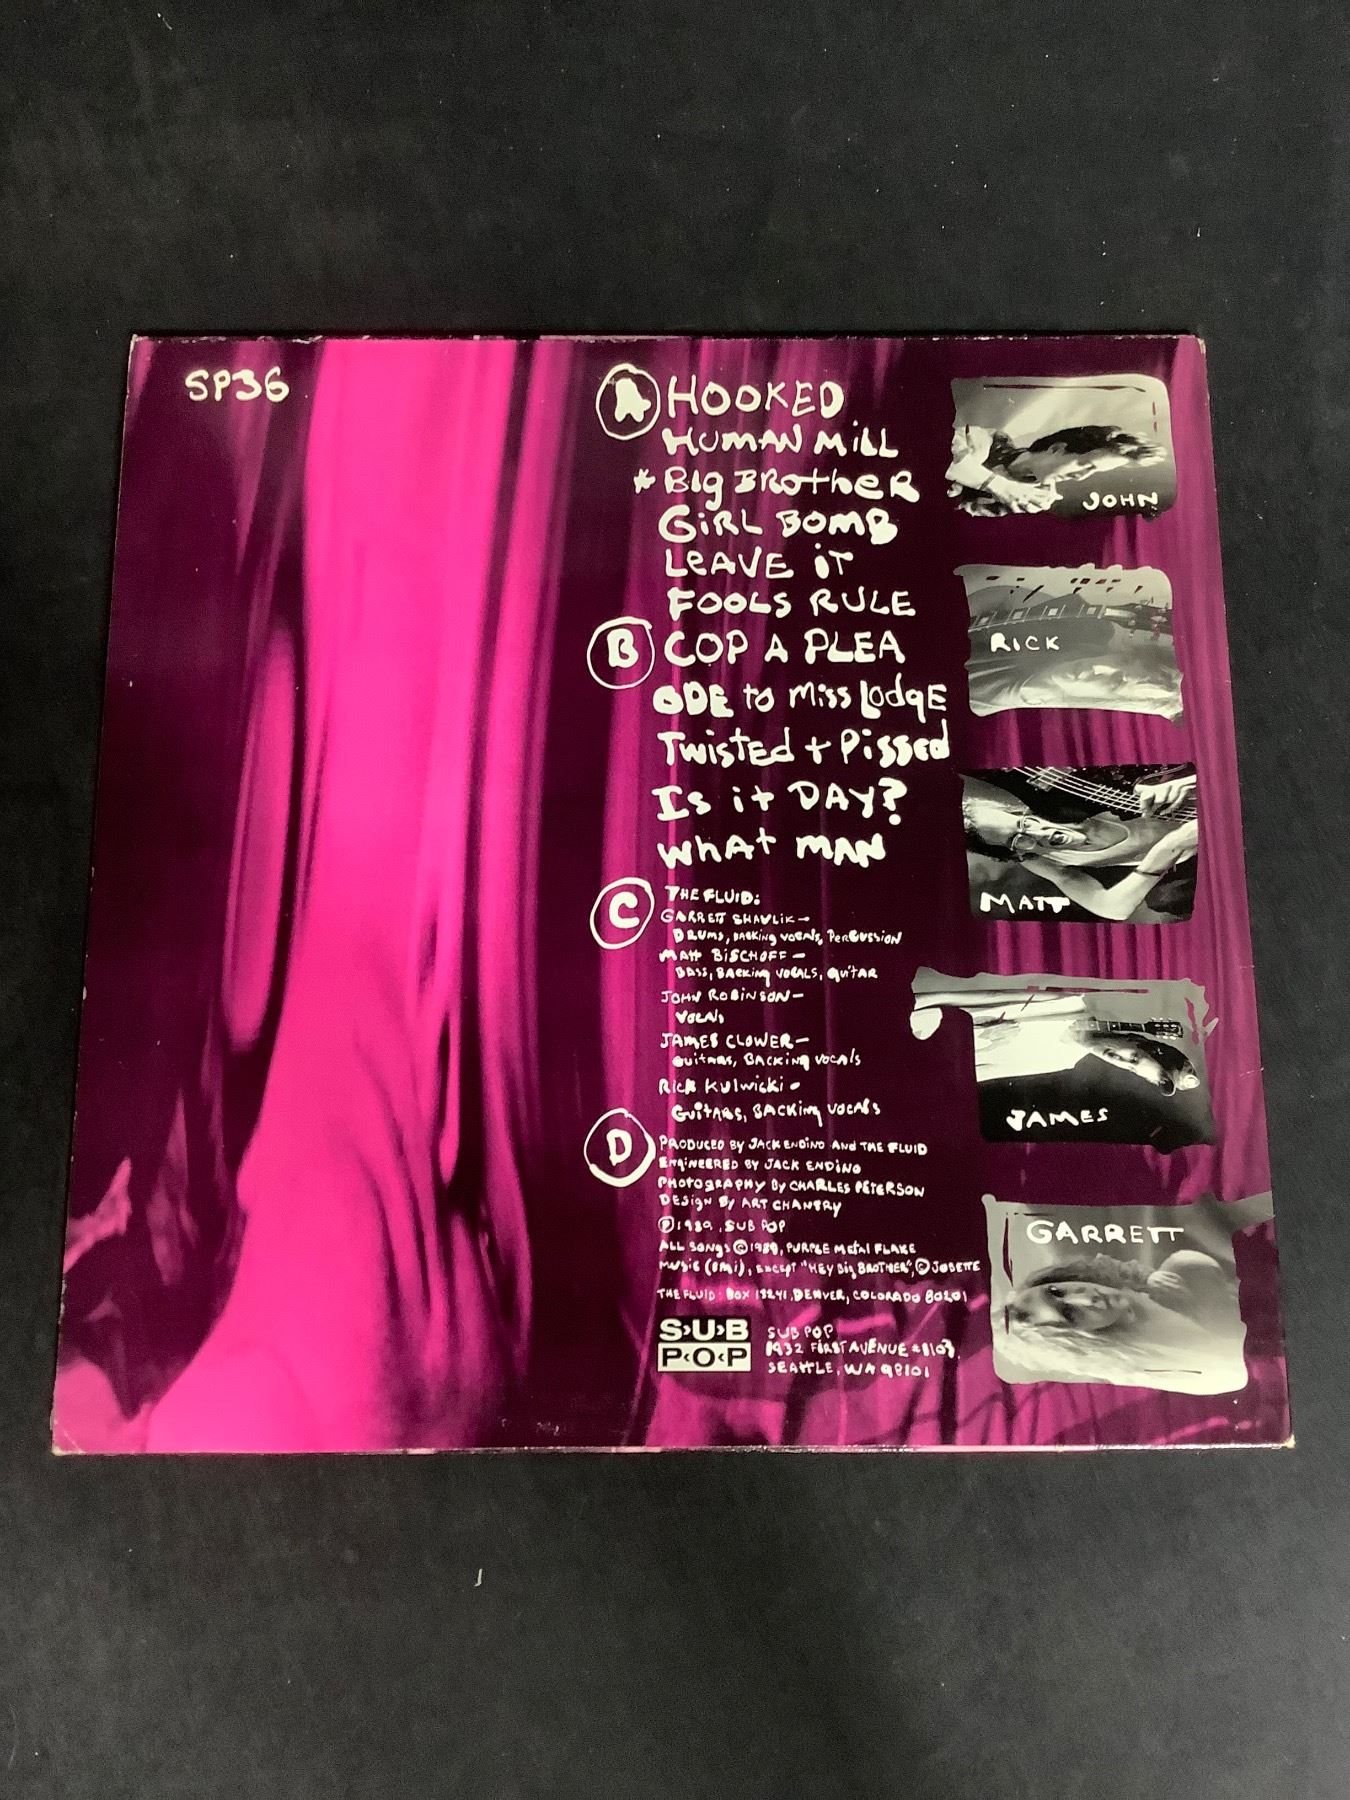 SP36
A HOOKED
HUMAN MILL
* Big BRotheR
GiRL BOMB
LeAVE iT
FOOLS RULE
B COP A PLEA
ODE to Miss LodgE
Twisted + Pissed
Is it DAY?
WhAt MAN
C THE FLUID:
GARRETT SHAVLIK-
DRUMS, BACKING VOCALS, PERCUSSION
MATT BISCHOFF-
BASS, BACKING VOCALS, GUITAR
JOHN ROBINSON-
VOCALS
JAMES CLOWER-
GUITARS, BACKING VOCALS
RICK KULWICKI-
GUITARS, BACKING VOCALS
D PRODUCED BY JACK ENDINO AND THE FLUID
ENGINEERED BY JACK ENDINO
PHOTOGRAPHY BY CHARLES PETERSON
DESIGN BY ART CHANTRY
℗1989, SUB POP
ALL SONGS ©1989, PURPLE METAL FLAKE
MUSIC (BMI), EXCEPT "HEY BIG BROTHER", © JOBETTE
THE FLUID: BOX 18241, DENVER, COLORADO 80201
S›U›B
P‹O‹P
SUB POP
1932 FIRST AVENUE #1103.
SEATTLE, WA 98101
JOHN
RICK
MATT
JAMES
GARRETT